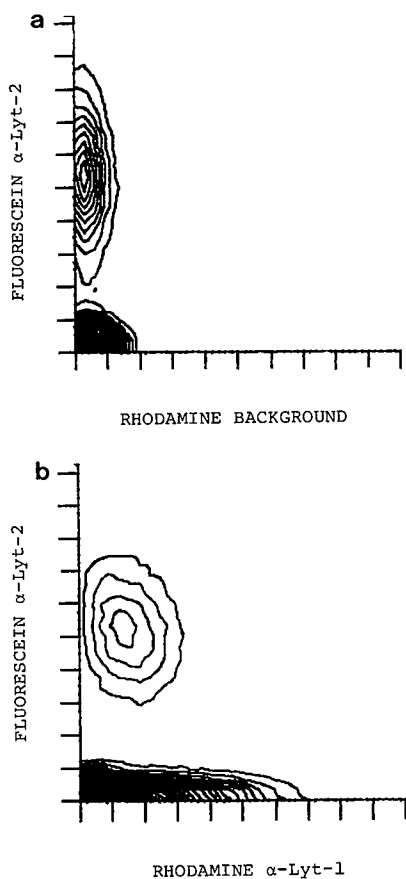 a
FLUORESCEIN α-Lyt-2
RHODAMINE BACKGROUND
b
FLUORESCEIN α-Lyt-2
RHODAMINE α-Lyt-1